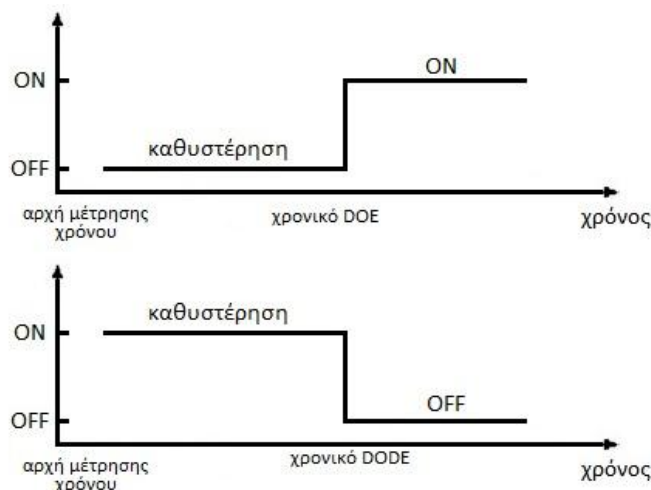 ON
ON
καθυστέρηση
OFF
αρχή μέτρησης
χρόνου
χρονικό DOE
χρόνος
καθυστέρηση
ON
OFF
OFF
αρχή μέτρησης
χρόνου
χρονικό DODE
χρόνος